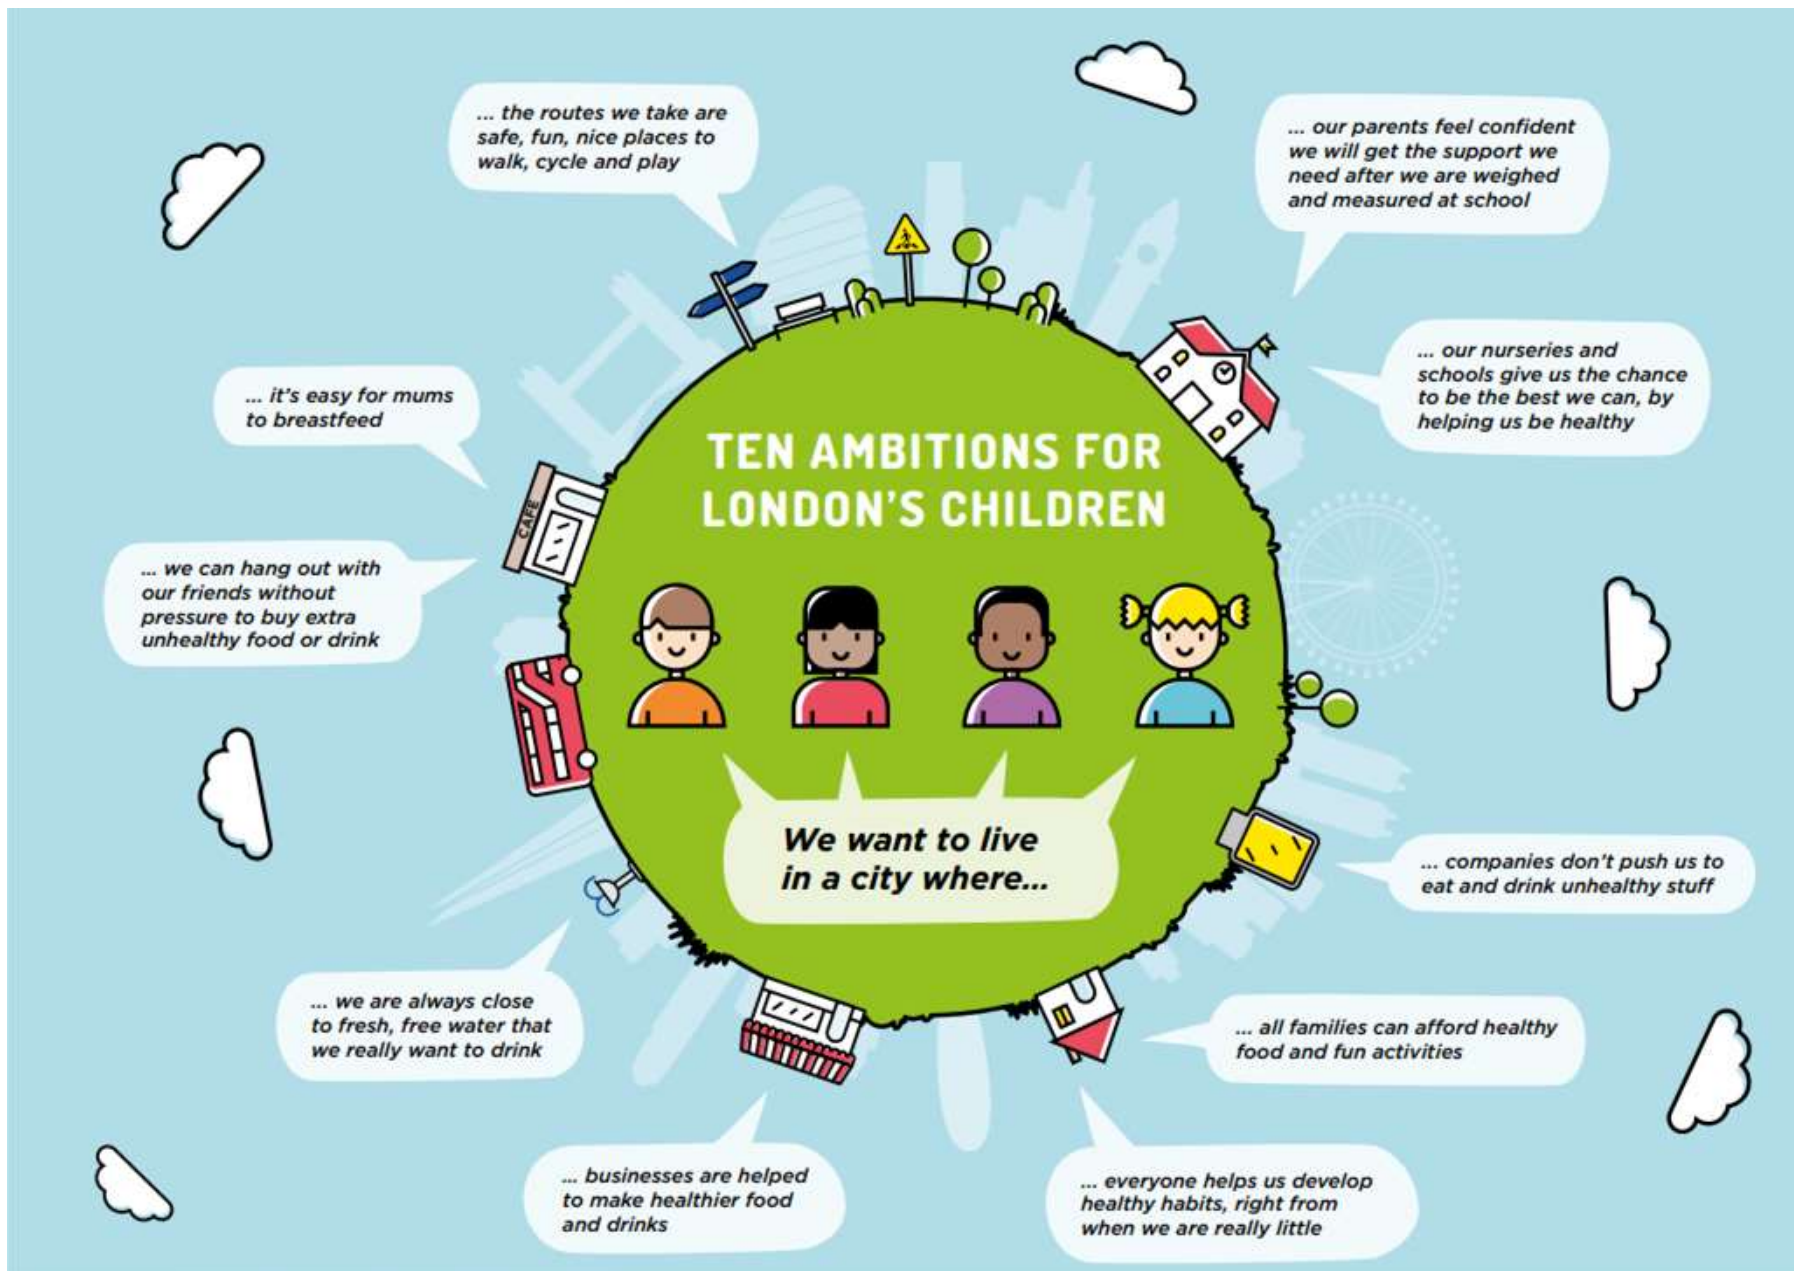 TEN AMBITIONS FOR
LONDON'S CHILDREN
We want to live
in a city where...
... the routes we take are
safe, fun, nice places to
walk, cycle and play
... our parents feel confident
we will get the support we
need after we are weighed
and measured at school
... our nurseries and
schools give us the chance
to be the best we can, by
helping us be healthy
... companies don't push us to
eat and drink unhealthy stuff
... all families can afford healthy
food and fun activities
... everyone helps us develop
healthy habits, right from
when we are really little
... businesses are helped
to make healthier food
and drinks
... we are always close
to fresh, free water that
we really want to drink
... we can hang out with
our friends without
pressure to buy extra
unhealthy food or drink
... it's easy for mums
to breastfeed
CAFE